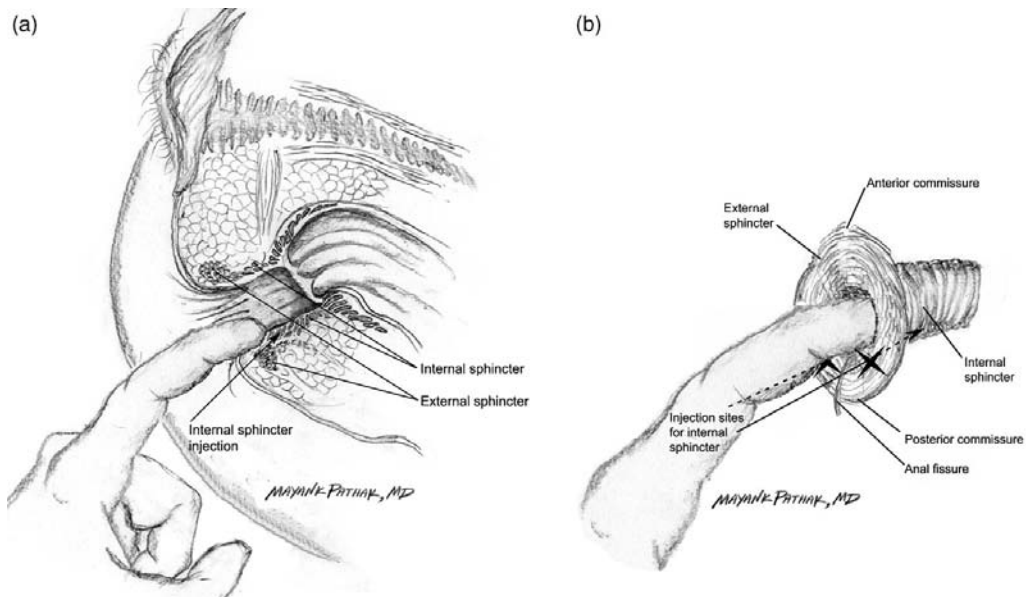 (a)
Internal sphincter
External sphincter
Internal sphincter
injection
MAYANK PATHAK, MD
(b)
Anterior commissure
External
sphincter
Internal
sphincter
Injection sites
for internal
sphincter
Posterior commissure
Anal fissure
MAYANK PATHAK, MD